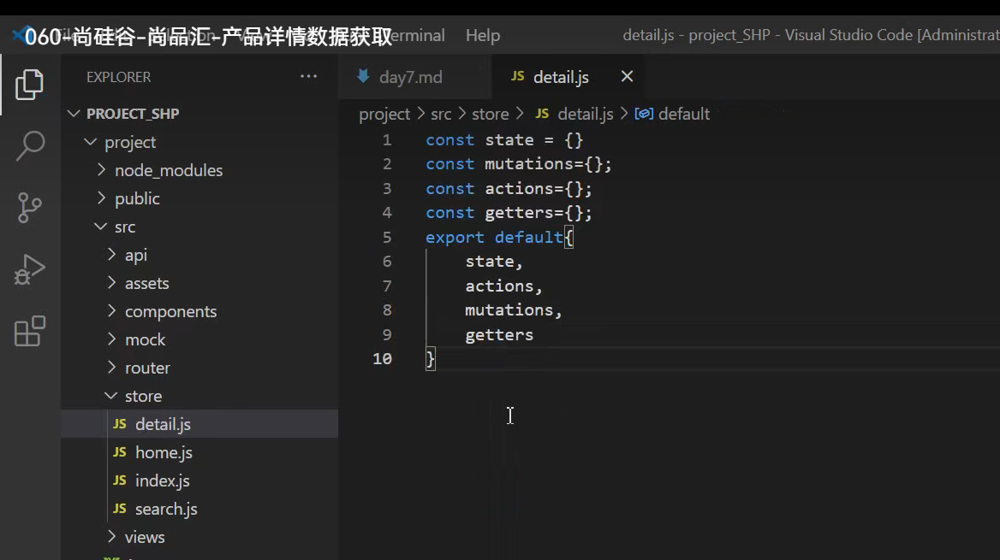 060-尚硅谷-尚品汇-产品详情数据获取
Terminal Help
detail.js - project_SHP - Visual Studio Code [Administrat
EXPLORER
day7.md
JS detail.js
PROJECT_SHP
project > src > store > JS detail.js > default
project
node_modules
public
src
api
assets
components
mock
router
store
JS detail.js
JS home.js
JS index.js
JS search.js
views
1 const state = {}
2 const mutations={};
3 const actions={};
4 const getters={};
5 export default{
6 state,
7 actions,
8 mutations,
9 getters
10 }